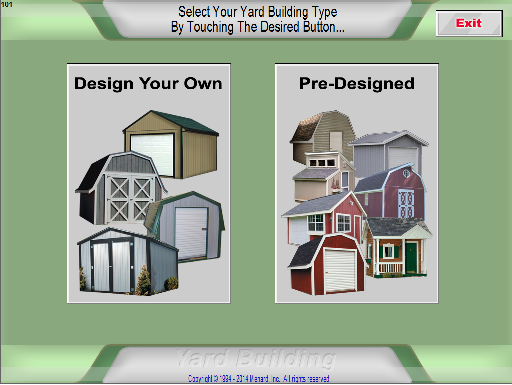 101
Select Your Yard Building Type
By Touching The Desired Button...
Exit
Design Your Own
Pre-Designed
Yard Building
Copyright © 1994 - 2014 Menard, Inc. All rights reserved